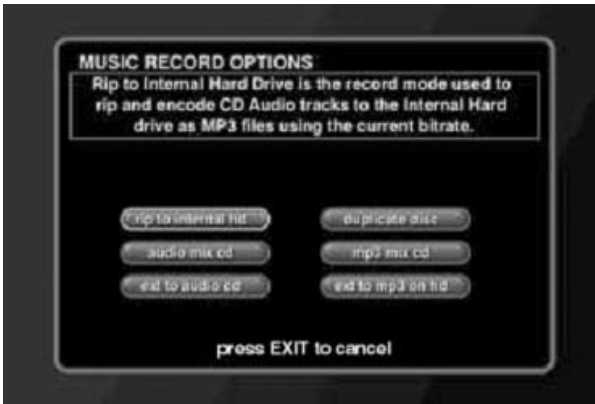 MUSIC RECORD OPTIONS
Rip to Internal Hard Drive is the record mode used to
rip and encode CD Audio tracks to the Internal Hard
drive as MP3 files using the current bitrate.
rip to internal hd duplicate disc
audio mix cd mp3 mix cd
ext to audio cd ext to mp3 on hd
press EXIT to cancel